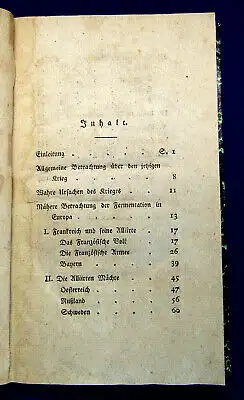 Inhalt.
Einleitung . . . . . S. 1
Allgemeine Betrachtung über den jetzigen
Krieg . . . . . 8
Wahre Ursachen des Krieges . . . 11
Nähere Betrachtung der Fermentation in
Europa . . . . . 13
I. Frankreich und seine Alliirte . . 17
Das Französische Volk . . . 17
Die Französische Armee . . . 26
Bayern . . . . . 39
II. Die Alliirten Mächte . . . 45
Oesterreich . . . . 47
Rußland . . . . 56
Schweden . . . . 60